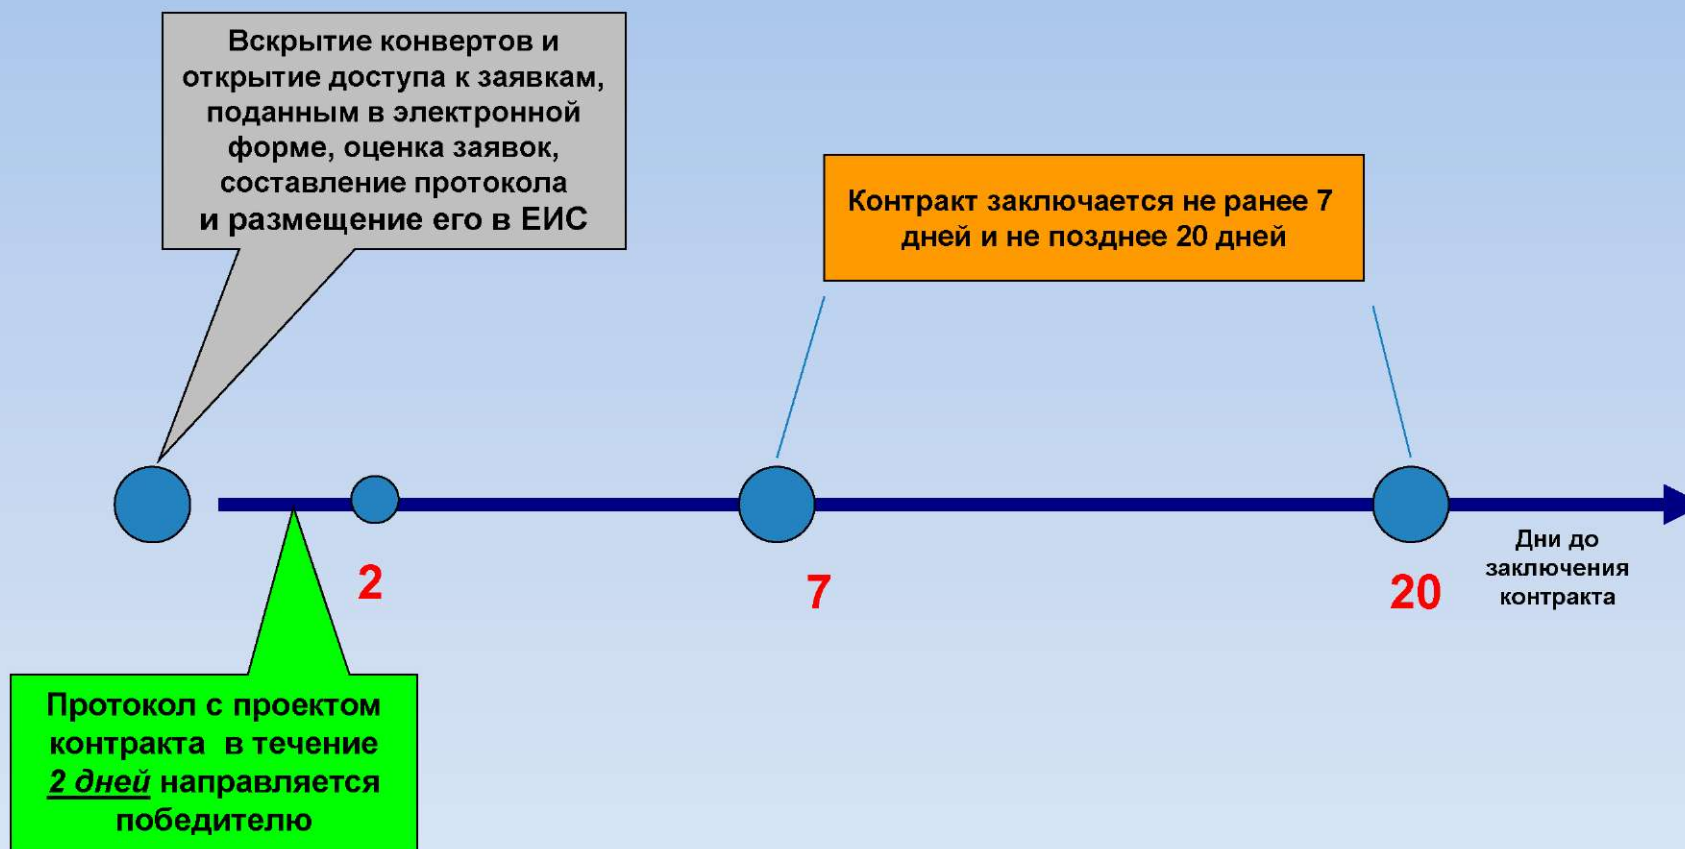 Вскрытие конвертов и
открытие доступа к заявкам,
поданным в электронной
форме, оценка заявок,
составление протокола
и размещение его в ЕИС
Контракт заключается не ранее 7
дней и не позднее 20 дней
2
7
20
Дни до
заключения
контракта
Протокол с проектом
контракта в течение
2 дней направляется
победителю